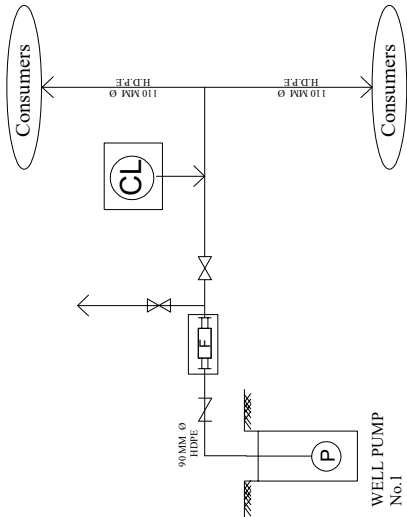 Consumers
110 MM Ø
H.D.P.E
110 MM Ø
H.D.P.E
Consumers
CL
F
90 MM Ø
HDPE
P
WELL PUMP
No.1